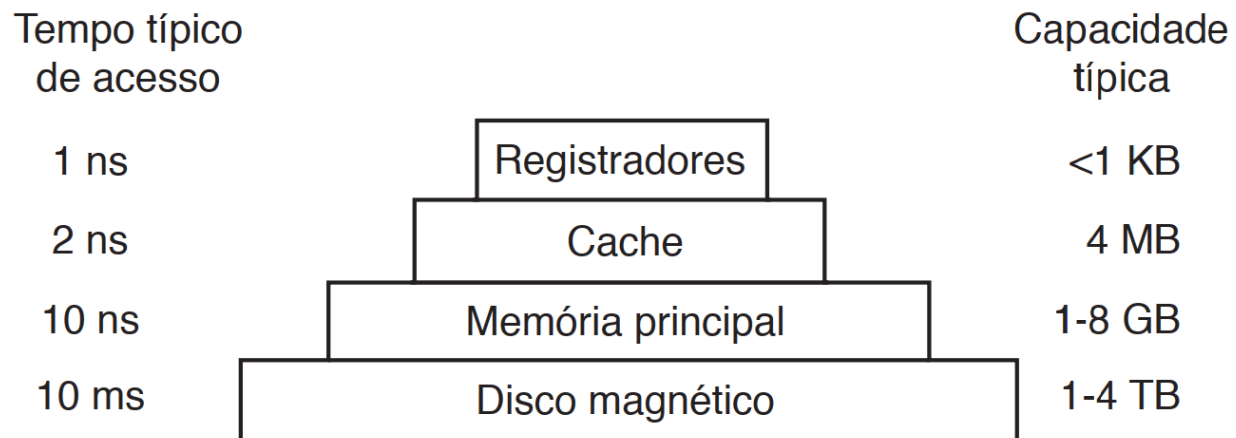 Tempo típico
de acesso
Capacidade
típica
1 ns
Registradores
<1 KB
2 ns
Cache
4 MB
10 ns
Memória principal
1-8 GB
10 ms
Disco magnético
1-4 TB